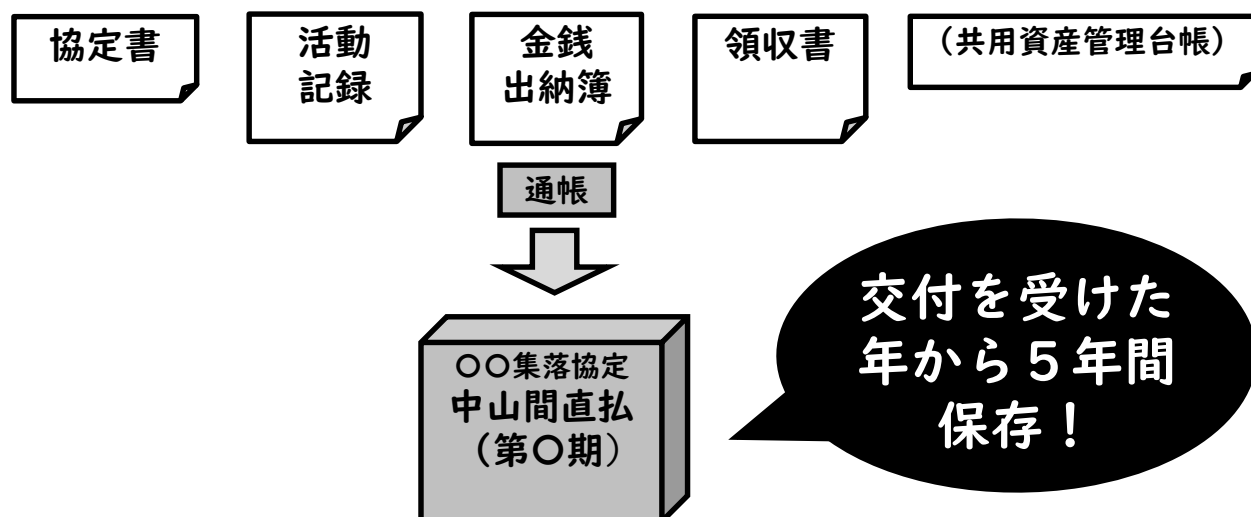 協定書
活動
記録
金銭
出納簿
領収書
（共用資産管理台帳）
通帳
〇〇集落協定
中山間直払
（第〇期）
交付を受けた
年から５年間
保存！